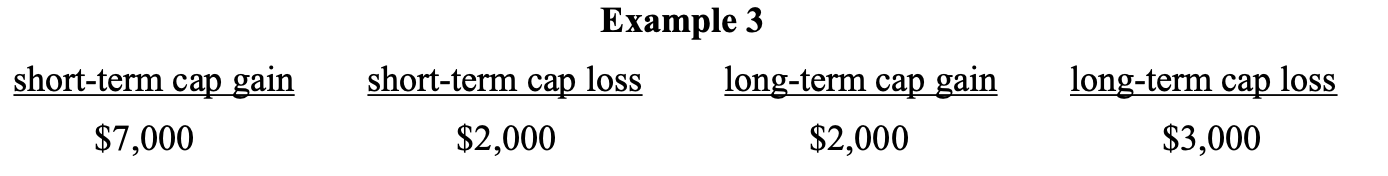 Example 3
short-term cap gain short-term cap loss long-term cap gain long-term cap loss
$7,000 $2,000 $2,000 $3,000